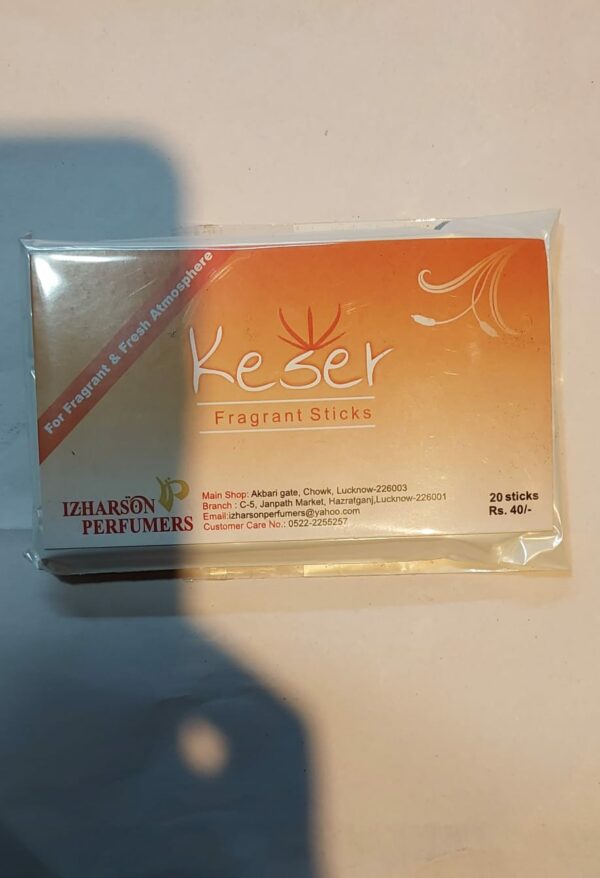 For Fragrant & Fresh Atmosphere
Keser
Fragrant Sticks
IZHARSON
PERFUMERS
Main Shop: Akbari gate, Chowk, Lucknow-226003
Branch : C-5, Janpath Market, Hazratganj,Lucknow-226001
Email:izharsonperfumers@yahoo.com
Customer Care No.: 0522-2255257
20 sticks
Rs. 40/-